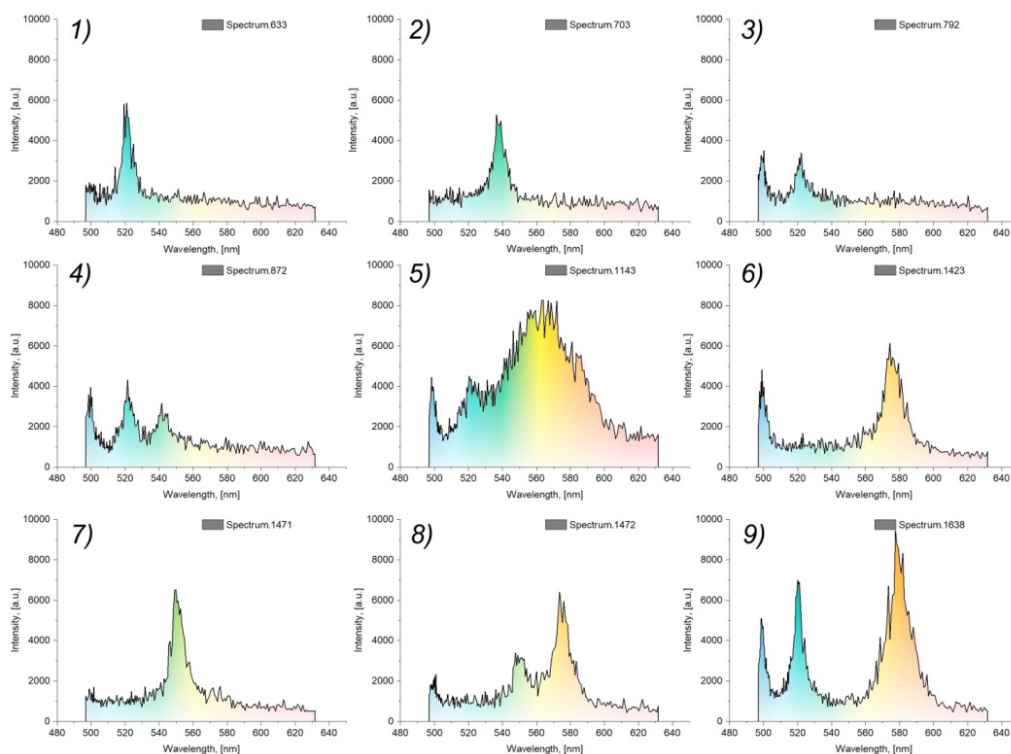 1)
Spectrum.633
10000
8000
6000
4000
2000
0
Intensity, [a.u.]
480 500 520 540 560 580 600 620 640
Wavelength, [nm]
2)
Spectrum.703
10000
8000
6000
4000
2000
0
Intensity, [a.u.]
480 500 520 540 560 580 600 620 640
Wavelength, [nm]
3)
Spectrum.792
10000
8000
6000
4000
2000
0
Intensity, [a.u.]
480 500 520 540 560 580 600 620 640
Wavelength, [nm]
4)
Spectrum.872
10000
8000
6000
4000
2000
0
Intensity, [a.u.]
480 500 520 540 560 580 600 620 640
Wavelength, [nm]
5)
Spectrum.1143
10000
8000
6000
4000
2000
0
Intensity, [a.u.]
480 500 520 540 560 580 600 620 640
Wavelength, [nm]
6)
Spectrum.1423
10000
8000
6000
4000
2000
0
Intensity, [a.u.]
480 500 520 540 560 580 600 620 640
Wavelength, [nm]
7)
Spectrum.1471
10000
8000
6000
4000
2000
0
Intensity, [a.u.]
480 500 520 540 560 580 600 620 640
Wavelength, [nm]
8)
Spectrum.1472
10000
8000
6000
4000
2000
0
Intensity, [a.u.]
480 500 520 540 560 580 600 620 640
Wavelength, [nm]
9)
Spectrum.1638
10000
8000
6000
4000
2000
0
Intensity, [a.u.]
480 500 520 540 560 580 600 620 640
Wavelength, [nm]